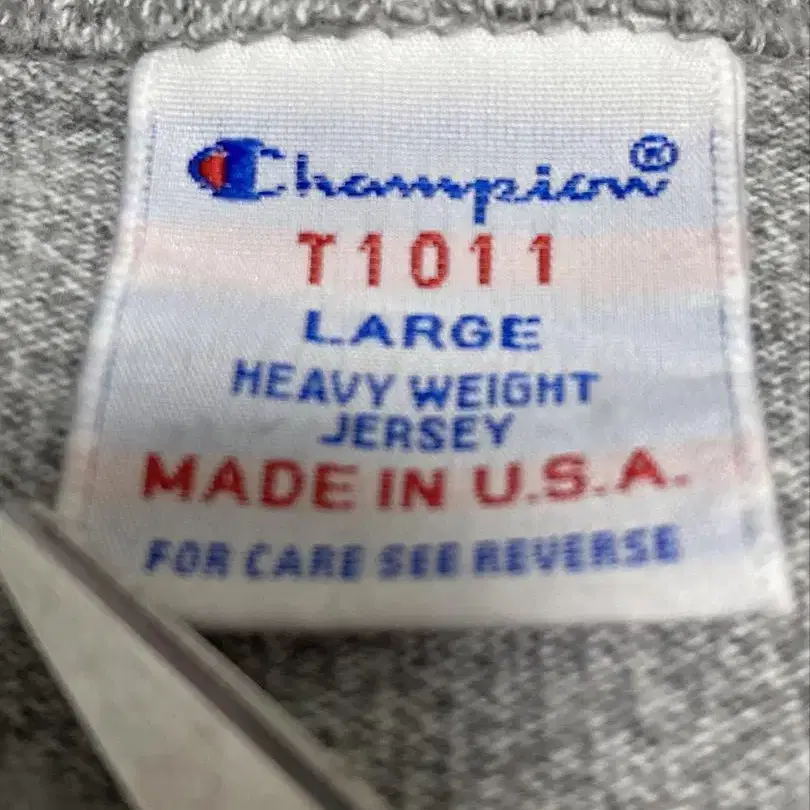 Champion®
T1011
LARGE
HEAVY WEIGHT
JERSEY
MADE IN U.S.A.
FOR CARE SEE REVERSE